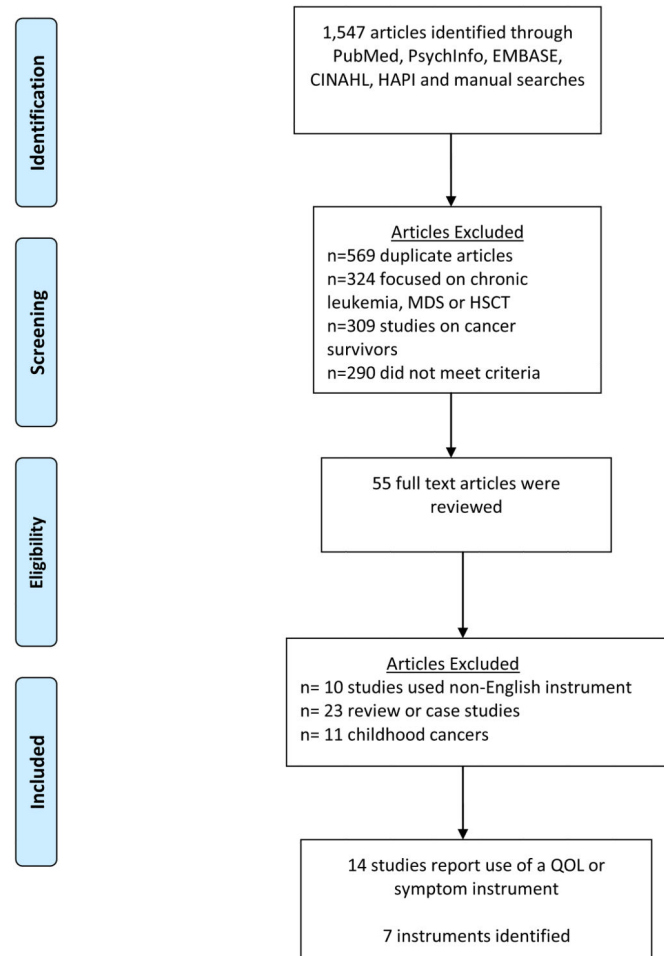 Identification
1,547 articles identified through
PubMed, PsychInfo, EMBASE,
CINAHL, HAPI and manual searches
Screening
Articles Excluded
n=569 duplicate articles
n=324 focused on chronic
leukemia, MDS or HSCT
n=309 studies on cancer
survivors
n=290 did not meet criteria
Eligibility
55 full text articles were
reviewed
Included
Articles Excluded
n= 10 studies used non-English instrument
n= 23 review or case studies
n= 11 childhood cancers
14 studies report use of a QOL or
symptom instrument
7 instruments identified